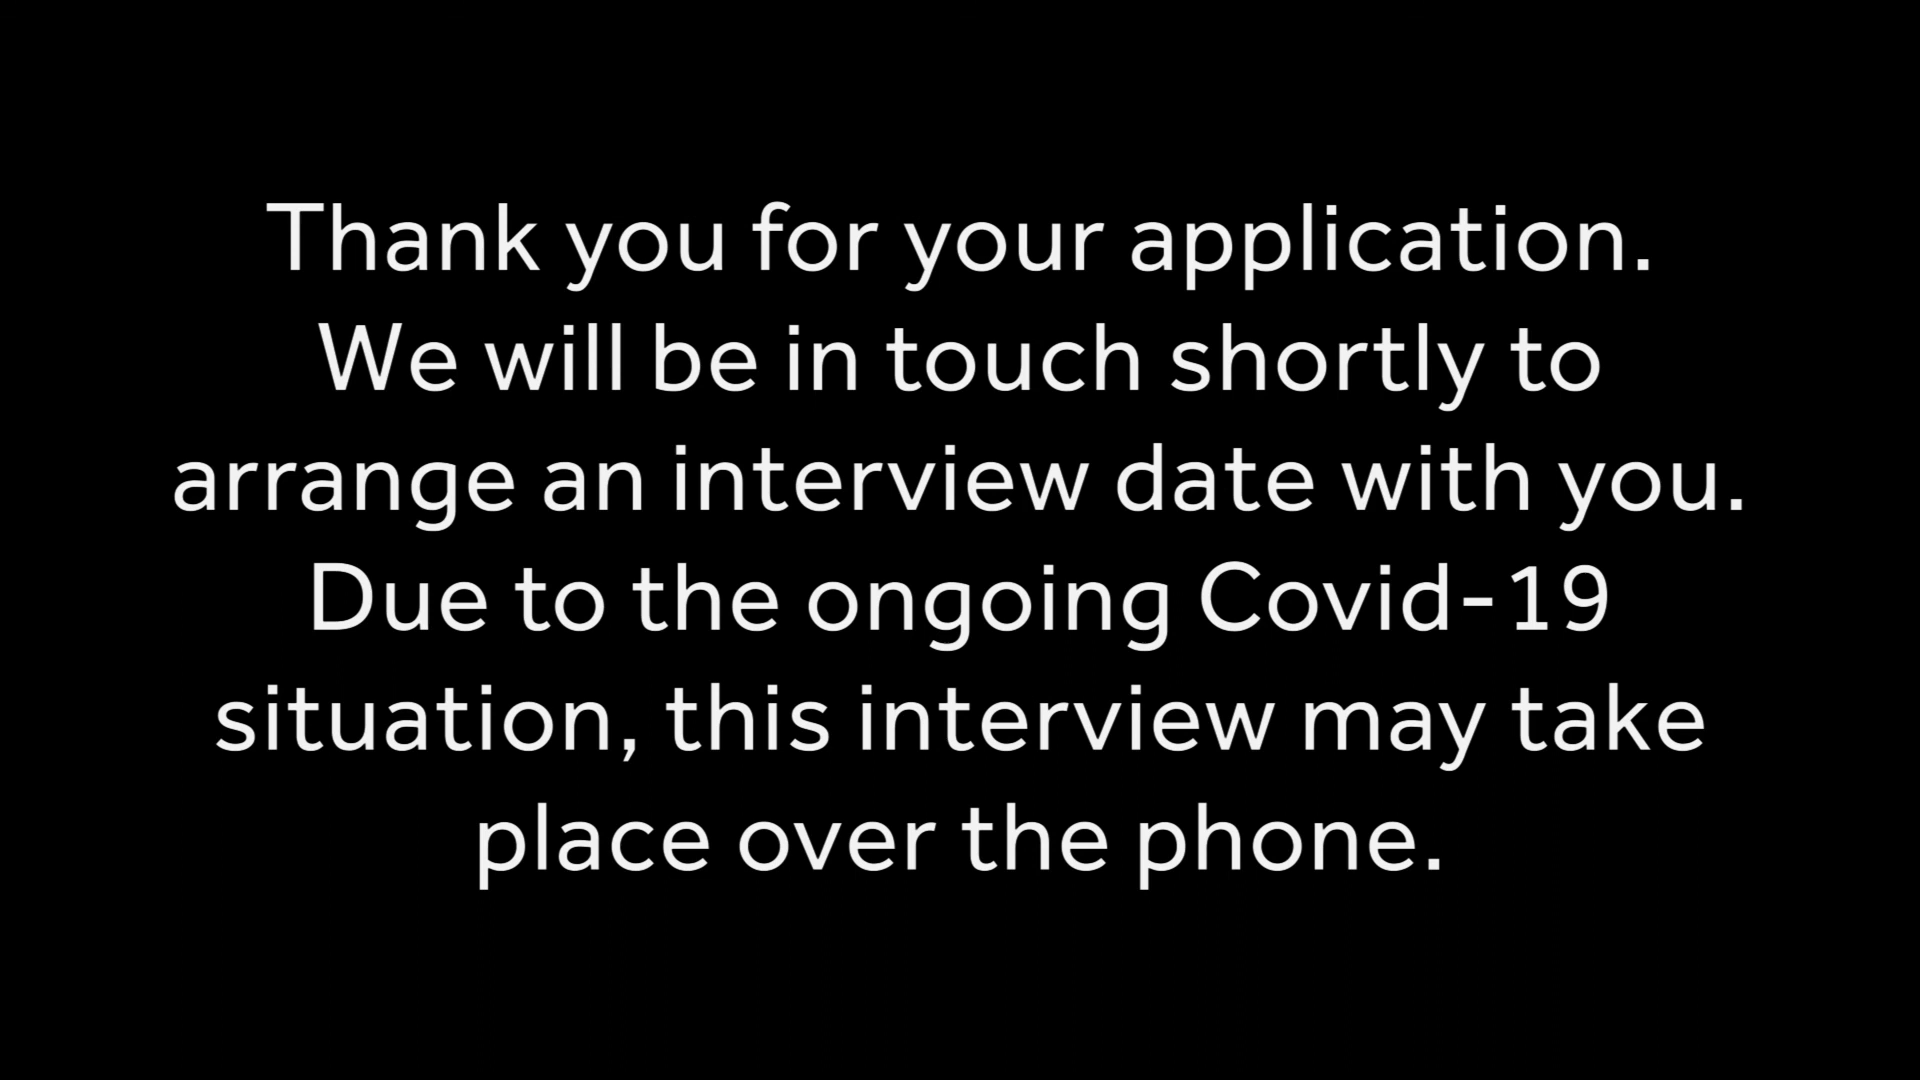 Thank you for your application.
We will be in touch shortly to
arrange an interview date with you.
Due to the ongoing Covid-19
situation, this interview may take
place over the phone.